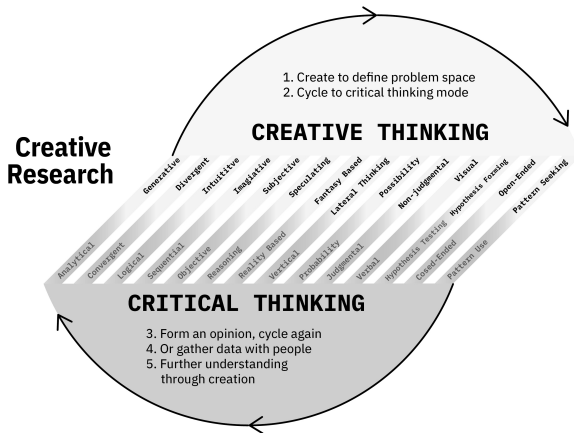 1. Create to define problem space
2. Cycle to critical thinking mode
CREATIVE THINKING
Creative
Research
Generative
Divergent
Intuititve
Imagiative
Subjective
Speculating
Fantasy Based
Lateral Thinking
Possibility
Non-judgmental
Visual
Hypothesis Forming
Open-Ended
Pattern Seeking
Analytical
Convergent
Logical
Sequential
Objective
Reasoning
Reality Based
Vertical
Probability
Judgmental
Verbal
Hypothesis Testing
Cosed-Ended
Pattern Use
CRITICAL THINKING
3. Form an opinion, cycle again
4. Or gather data with people
5. Further understanding
through creation